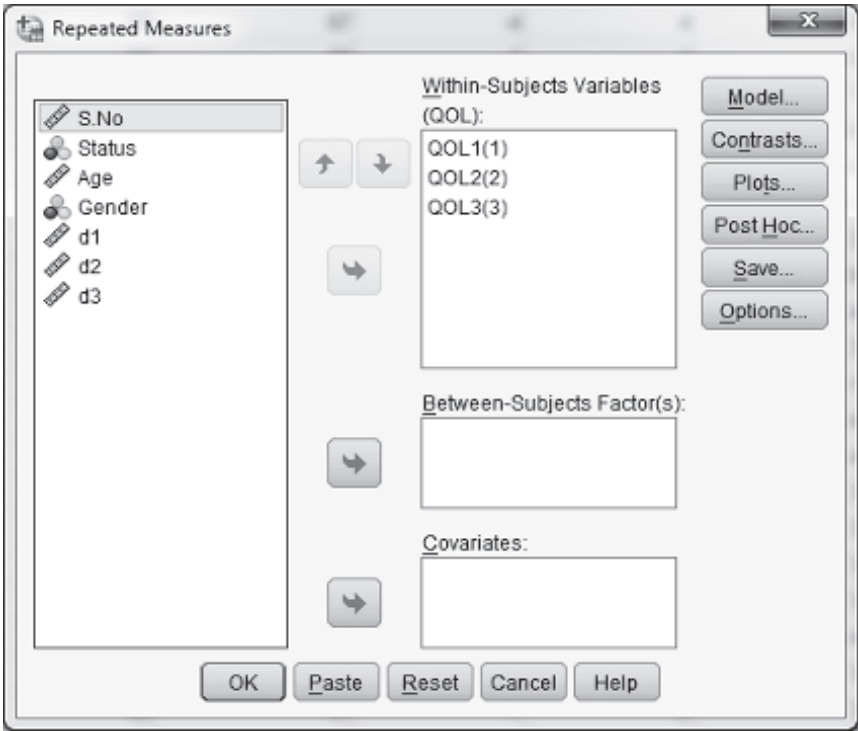 Repeated Measures
S.No
Status
Age
Gender
d1
d2
d3
Within-Subjects Variables
(QOL):
QOL1(1)
QOL2(2)
QOL3(3)
Between-Subjects Factor(s):
Covariates:
Model...
Contrasts...
Plots...
Post Hoc...
Save...
Options...
OK
Paste
Reset
Cancel
Help